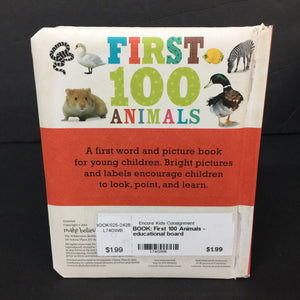 FIRST
100
ANIMALS
A first word and picture book
for young children. Bright pictures
and labels encourage children
to look, point, and learn.
make believe
Encore Kids Consignment
BOOK: First 100 Animals -
educational board
$1.99
$1.99